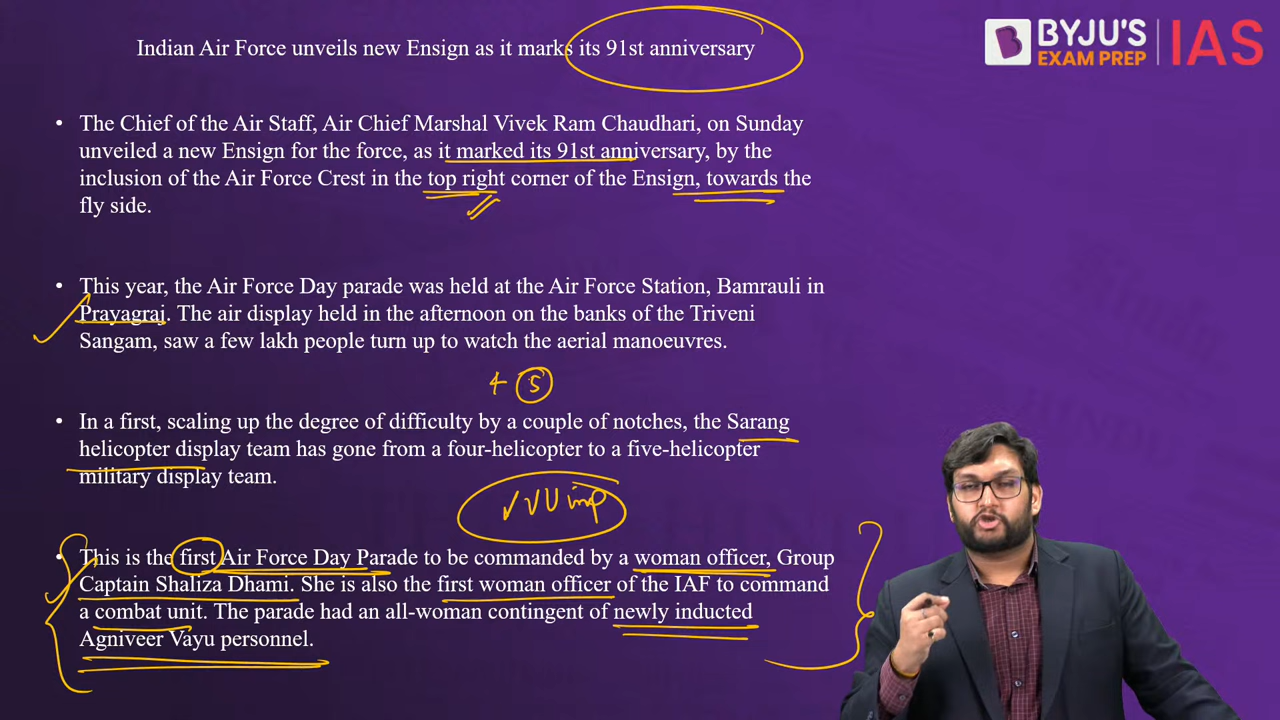 Indian Air Force unveils new Ensign as it marks its 91st anniversary
BYJU'S
EXAM PREP
IAS
• The Chief of the Air Staff, Air Chief Marshal Vivek Ram Chaudhari, on Sunday
unveiled a new Ensign for the force, as it marked its 91st anniversary, by the
inclusion of the Air Force Crest in the top right corner of the Ensign, towards the
fly side.
• This year, the Air Force Day parade was held at the Air Force Station, Bamrauli in
Prayagraj. The air display held in the afternoon on the banks of the Triveni
Sangam, saw a few lakh people turn up to watch the aerial manoeuvres.
4 5
• In a first, scaling up the degree of difficulty by a couple of notches, the Sarang
helicopter display team has gone from a four-helicopter to a five-helicopter
military display team.
VVV imp
• This is the first Air Force Day Parade to be commanded by a woman officer, Group
Captain Shaliza Dhami. She is also the first woman officer of the IAF to command
a combat unit. The parade had an all-woman contingent of newly inducted
Agniveer Vayu personnel.